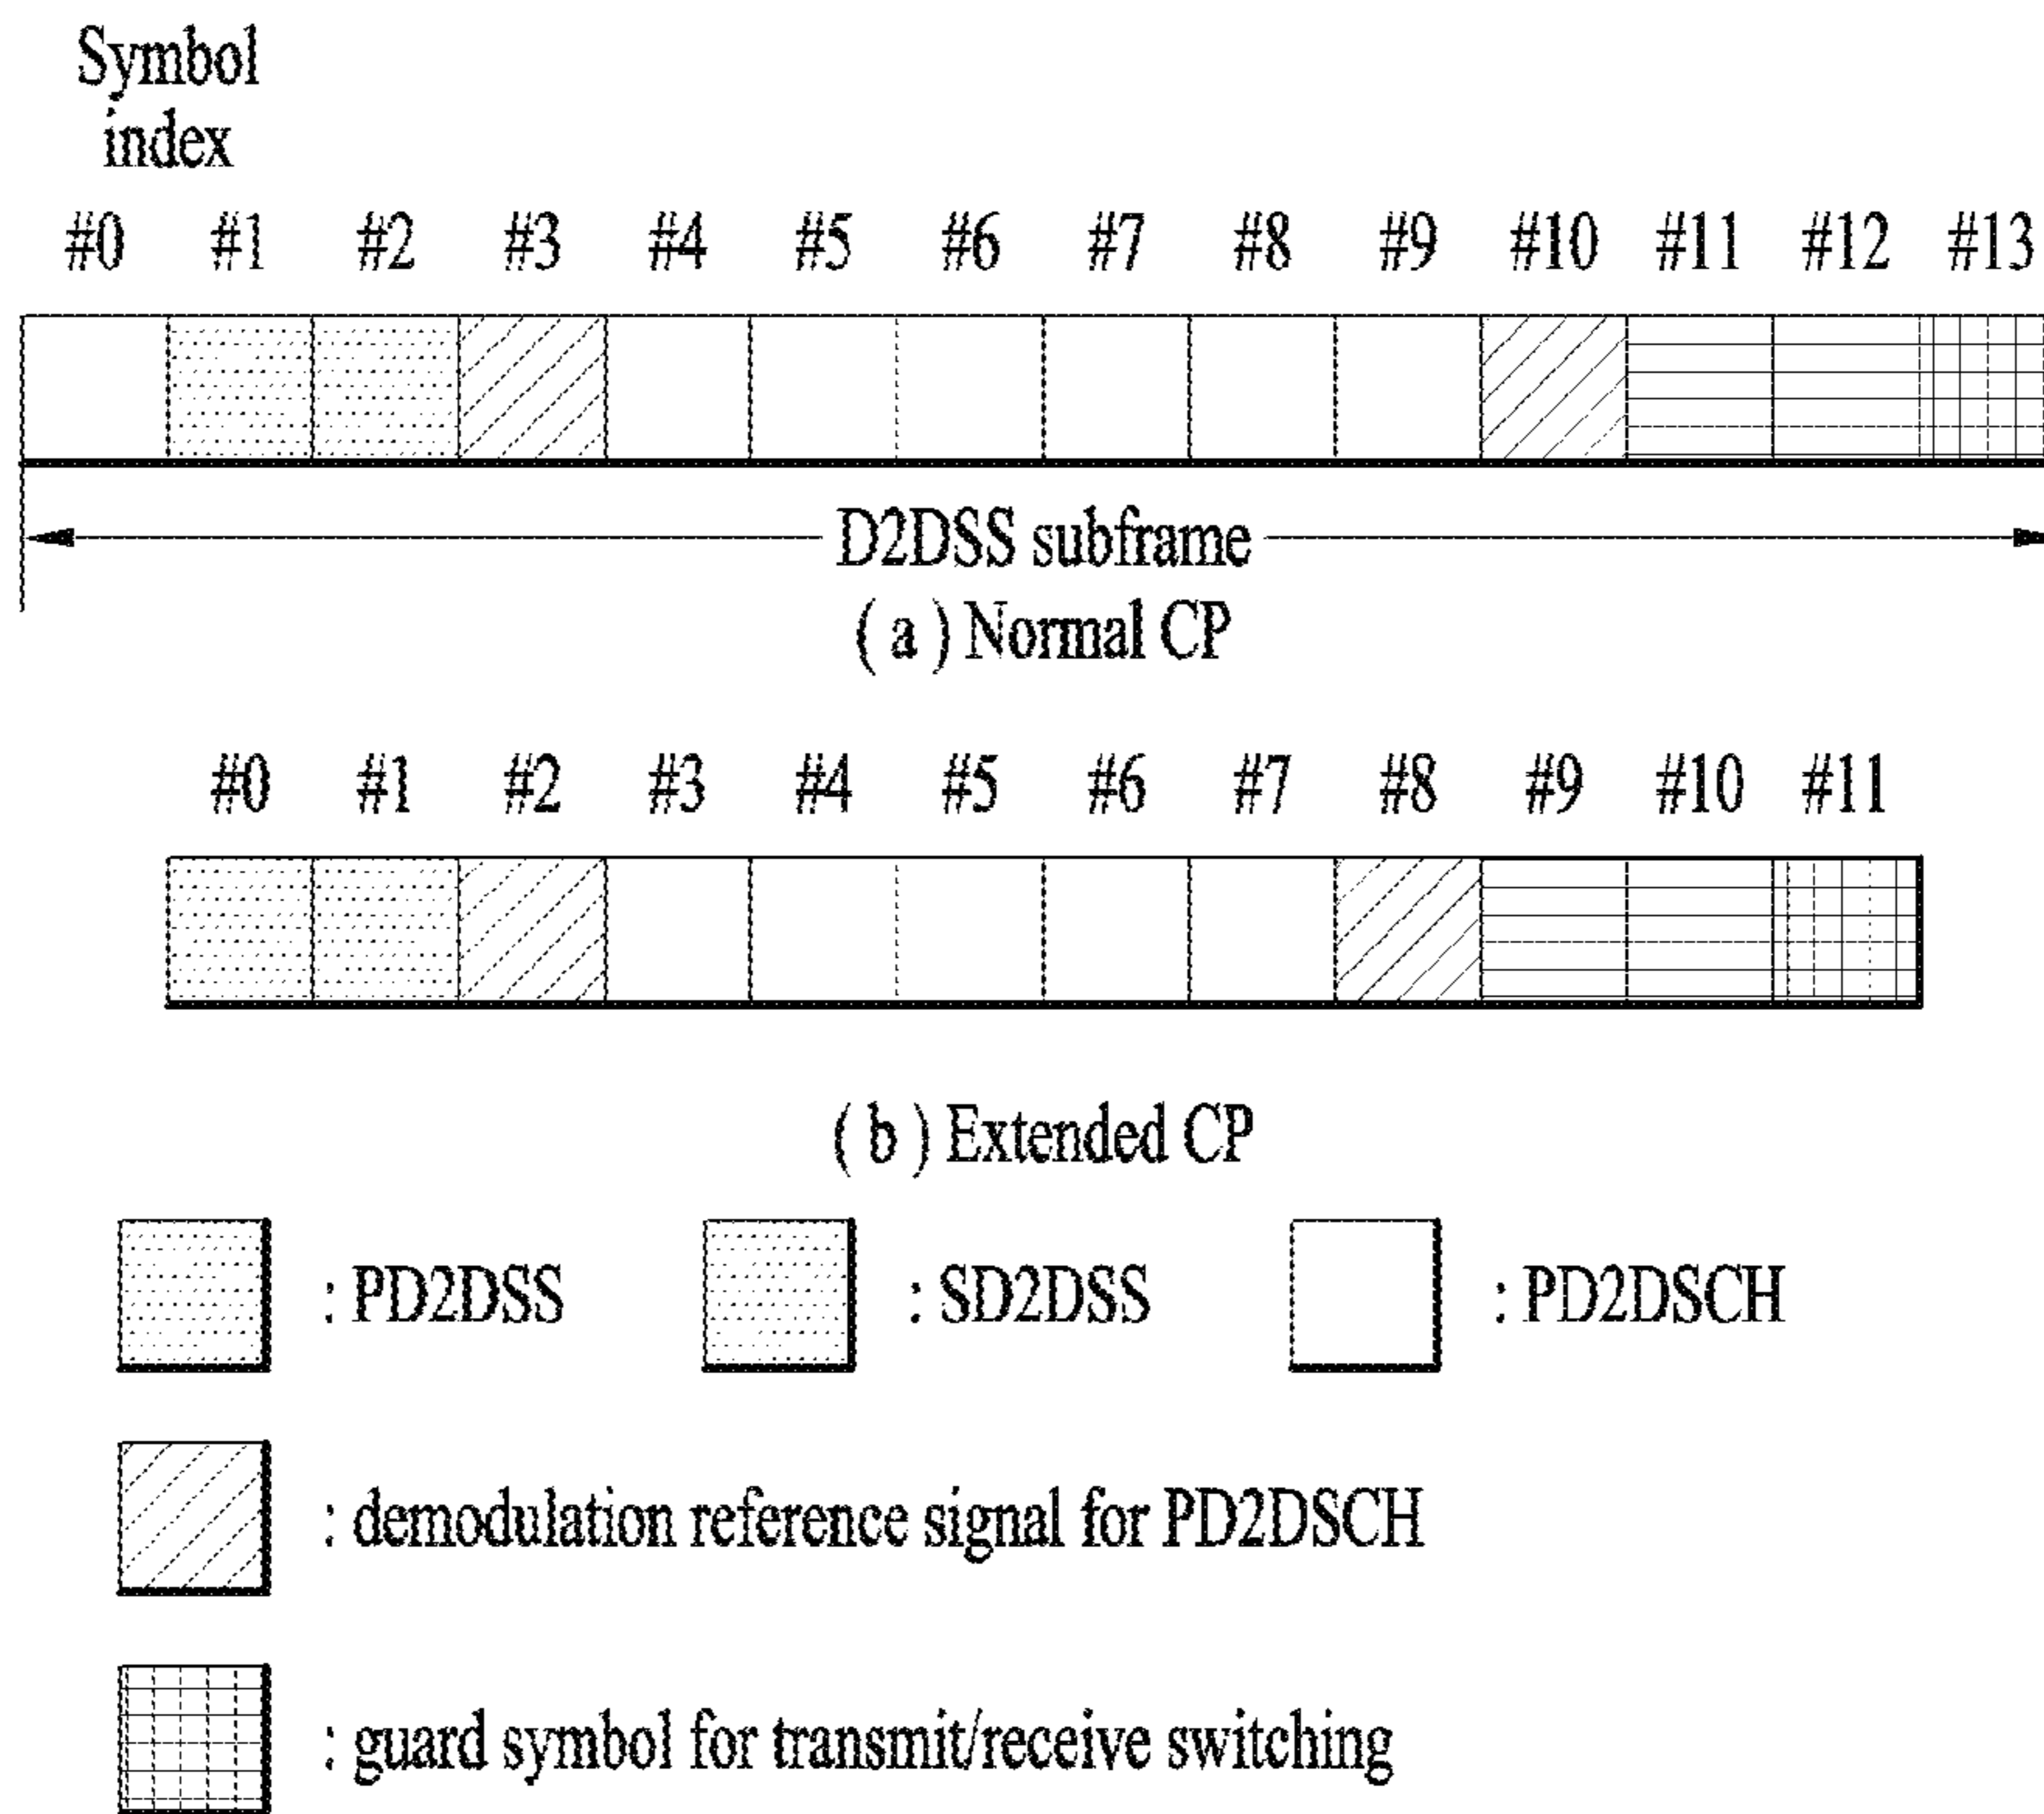 Symbol
index
#0 #1 #2 #3 #4 #5 #6 #7 #8 #9 #10 #11 #12 #13
D2DSS subframe
( a ) Normal CP
#0 #1 #2 #3 #4 #5 #6 #7 #8 #9 #10 #11
( b ) Extended CP
: PD2DSS : SD2DSS : PD2DSCH
: demodulation reference signal for PD2DSCH
: guard symbol for transmit/receive switching